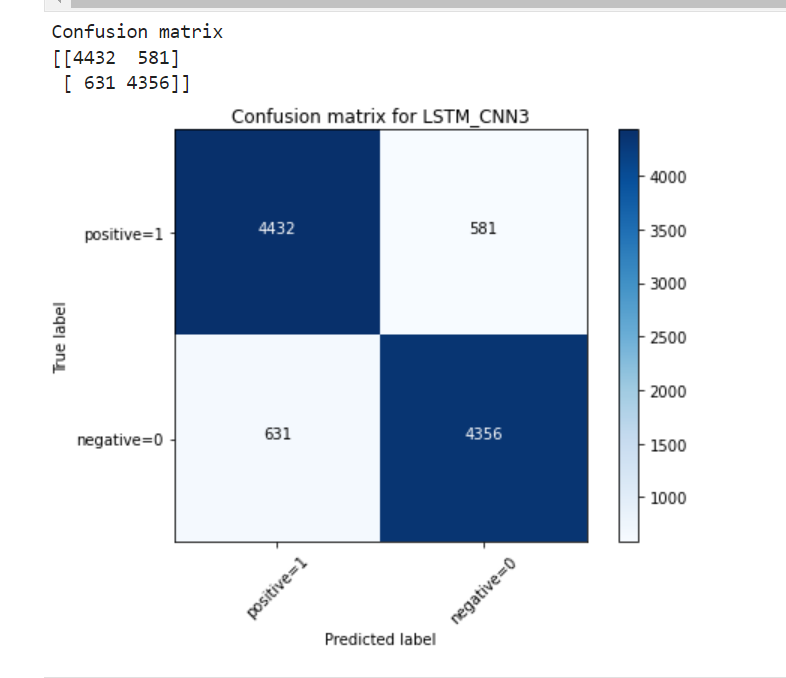 Confusion matrix
[[4432  581]
 [ 631 4356]]
Confusion matrix for LSTM_CNN3
4000
4432
581
positive=1
3500
3000
True label
2500
2000
631
4356
negative=0
1500
1000
positive=1
negative=0
Predicted label